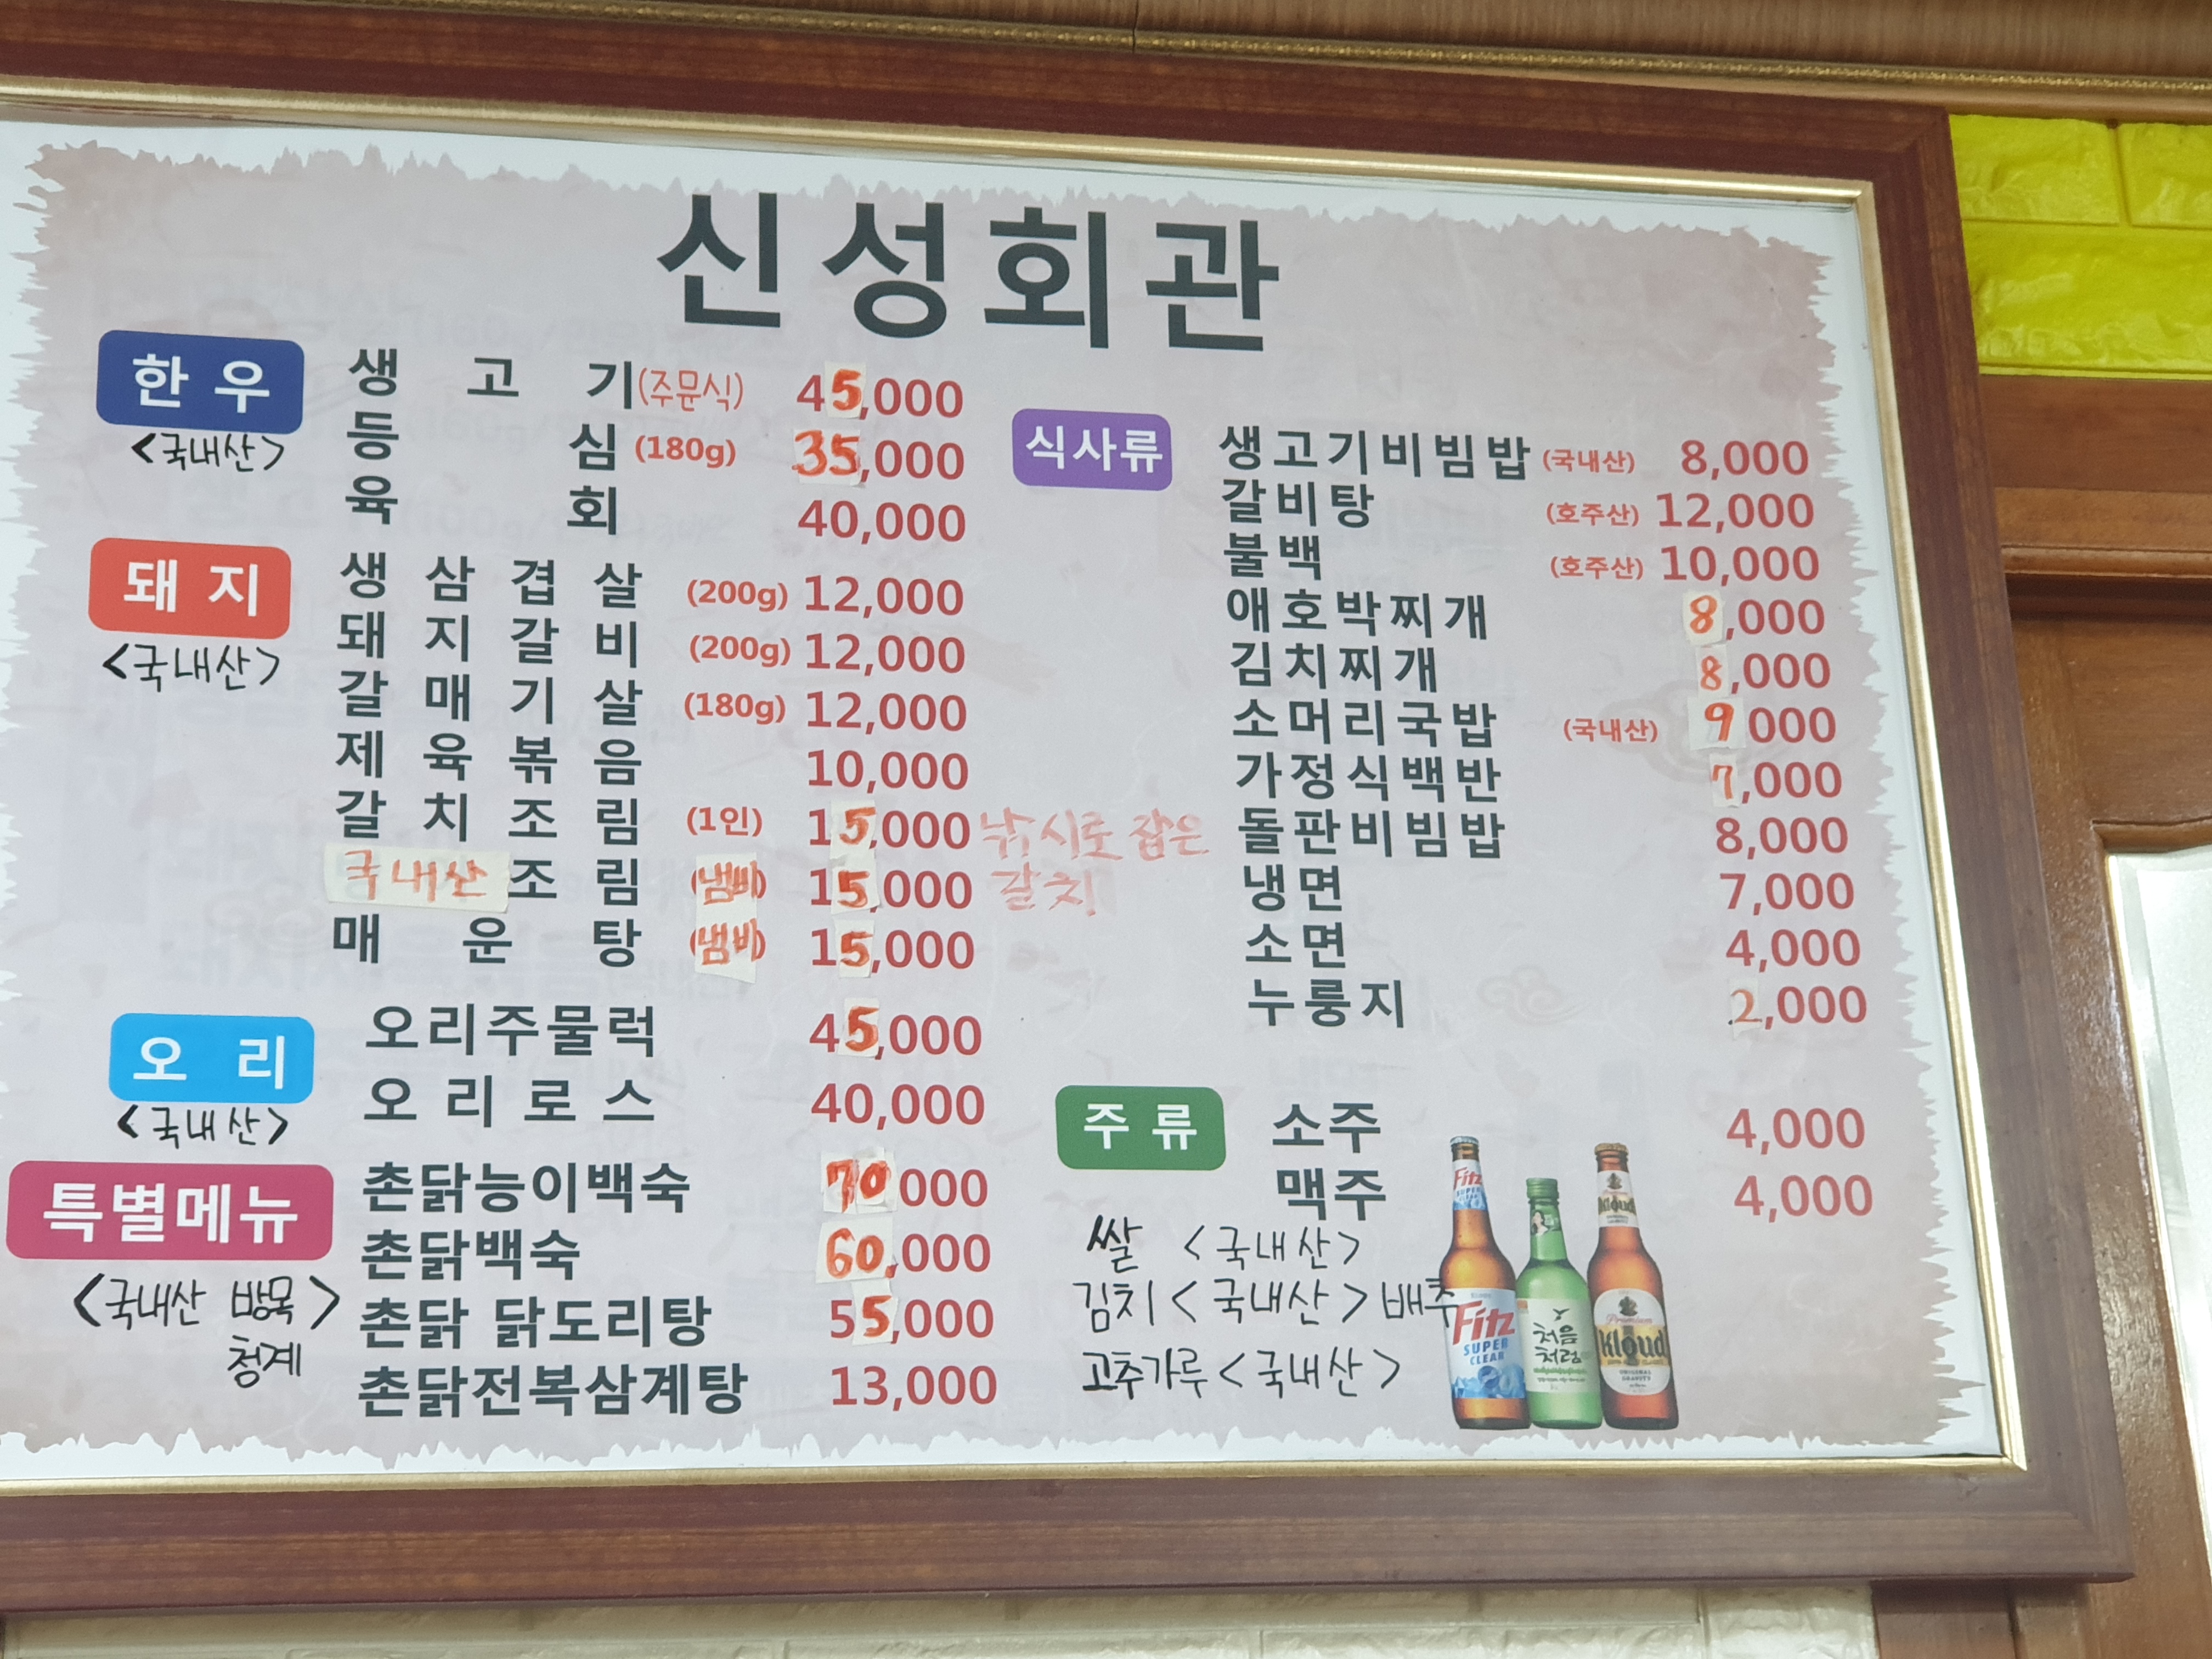 신성회관
한우
<국내산>
생고기(주문식) 45,000
등심(180g) 35,000
육회 40,000
돼지
<국내산>
생삼겹살 (200g) 12,000
돼지갈비 (200g) 12,000
갈매기살 (180g) 12,000
제육볶음 10,000
갈치조림 (1인) 15,000 낚시로 잡은
국내산 조림 (냄비) 15,000 갈치
매운탕 (냄비) 15,000
오리
<국내산>
오리주물럭 45,000
오리로스 40,000
특별메뉴
<국내산 방목>
청계
촌닭능이백숙 70,000
촌닭백숙 60,000
촌닭 닭도리탕 55,000
촌닭전복삼계탕 13,000
식사류
생고기비빔밥 (국내산) 8,000
갈비탕 (호주산) 12,000
불백 (호주산) 10,000
애호박찌개 8,000
김치찌개 8,000
소머리국밥 (국내산) 9 000
가정식백반 7,000
돌판비빔밥 8,000
냉면 7,000
소면 4,000
누룽지 2,000
주류
소주 4,000
맥주 4,000
쌀 <국내산>
김치<국내산>배추
고추가루<국내산>
Fitz
SUPER
CLEAR
Fitz
SUPER
CLEAR
처음
처럼
Kloud
Premium
Kloud